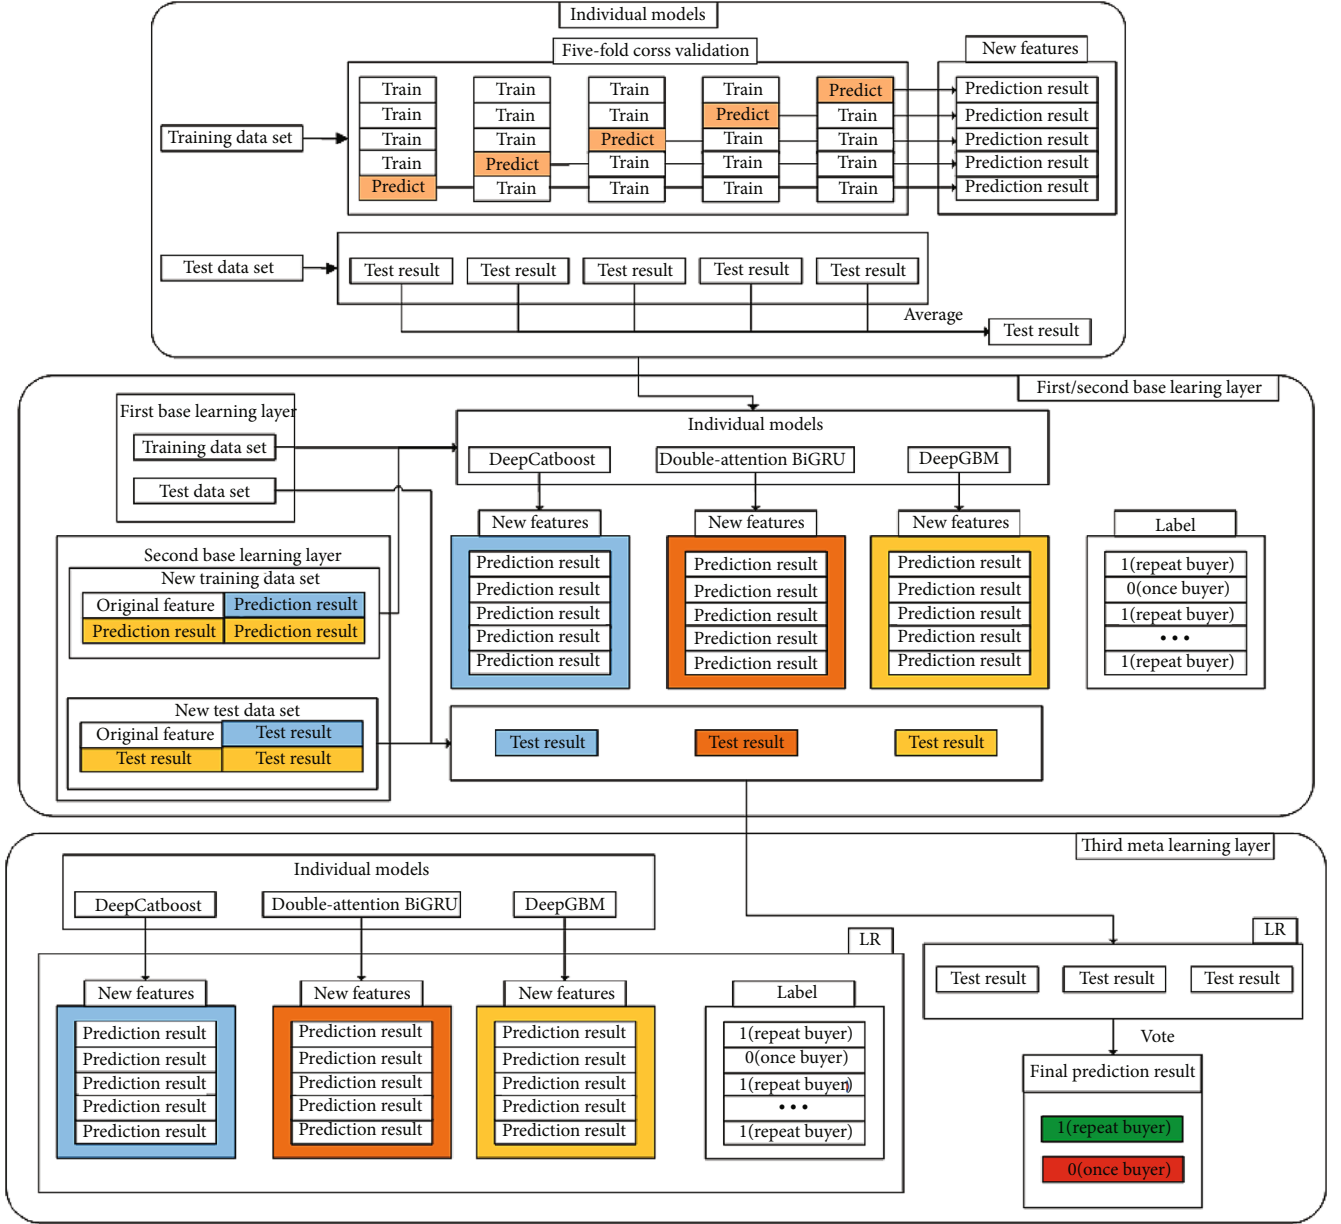 Individual models
Five-fold corss validation
New features
Training data set
Train Train Train Train Predict Prediction result
Train Train Train Predict Train Prediction result
Train Train Predict Train Train Prediction result
Train Predict Train Train Train Prediction result
Predict Train Train Train Train Prediction result
Test data set
Test result Test result Test result Test result Test result
Average
Test result
First/second base learing layer
First base learning layer
Training data set
Test data set
Individual models
DeepCatboost Double-attention BiGRU DeepGBM
New features New features New features Label
Prediction result Prediction result Prediction result 1(repeat buyer)
Prediction result Prediction result Prediction result 0(once buyer)
Prediction result Prediction result Prediction result 1(repeat buyer)
Prediction result Prediction result Prediction result •••
Prediction result Prediction result Prediction result 1(repeat buyer)
Second base learning layer
New training data set
Original feature Prediction result
Prediction result Prediction result
New test data set
Original feature Test result
Test result Test result
Test result Test result Test result
Third meta learning layer
Individual models
DeepCatboost Double-attention BiGRU DeepGBM
LR
New features New features New features Label
Prediction result Prediction result Prediction result 1(repeat buyer)
Prediction result Prediction result Prediction result 0(once buyer)
Prediction result Prediction result Prediction result 1(repeat buyer)
Prediction result Prediction result Prediction result •••
Prediction result Prediction result Prediction result 1(repeat buyer)
LR
Test result Test result Test result
Vote
Final prediction result
1(repeat buyer)
0(once buyer)